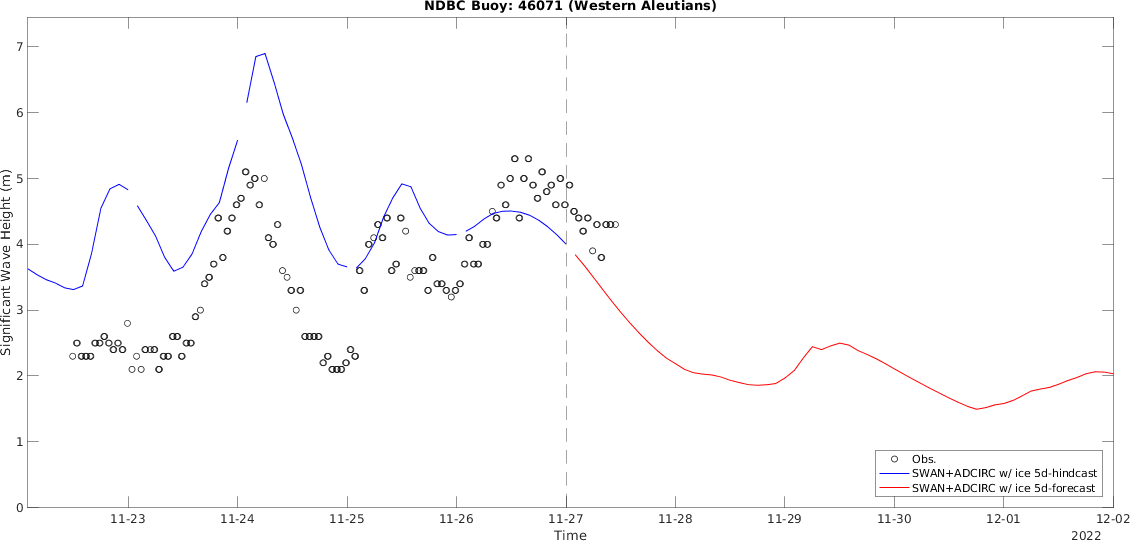 NDBC Buoy: 46071 (Western Aleutians)
Significant Wave Height (m)
7
6
5
4
3
2
1
0
Obs.
SWAN+ADCIRC w/ ice 5d-hindcast
SWAN+ADCIRC w/ ice 5d-forecast
11-23 11-24 11-25 11-26 11-27 11-28 11-29 11-30 12-01 12-02
Time
2022